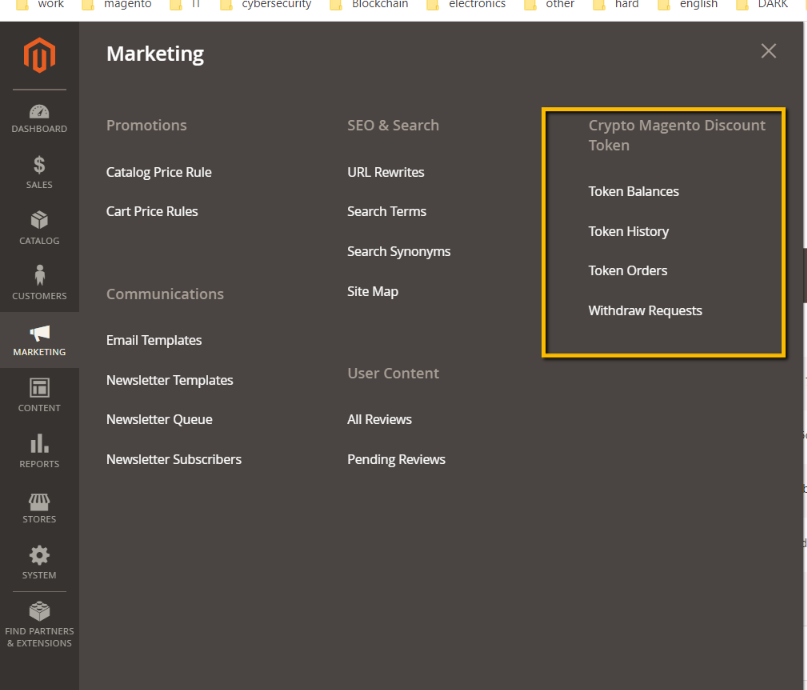 work magento IT cybersecurity Blockchain electronics other hard english DARK
Marketing
DASHBOARD
SALES
CATALOG
CUSTOMERS
MARKETING
CONTENT
REPORTS
STORES
SYSTEM
FIND PARTNERS
& EXTENSIONS
Promotions
Catalog Price Rule
Cart Price Rules
Communications
Email Templates
Newsletter Templates
Newsletter Queue
Newsletter Subscribers
SEO & Search
URL Rewrites
Search Terms
Search Synonyms
Site Map
User Content
All Reviews
Pending Reviews
Crypto Magento Discount
Token
Token Balances
Token History
Token Orders
Withdraw Requests